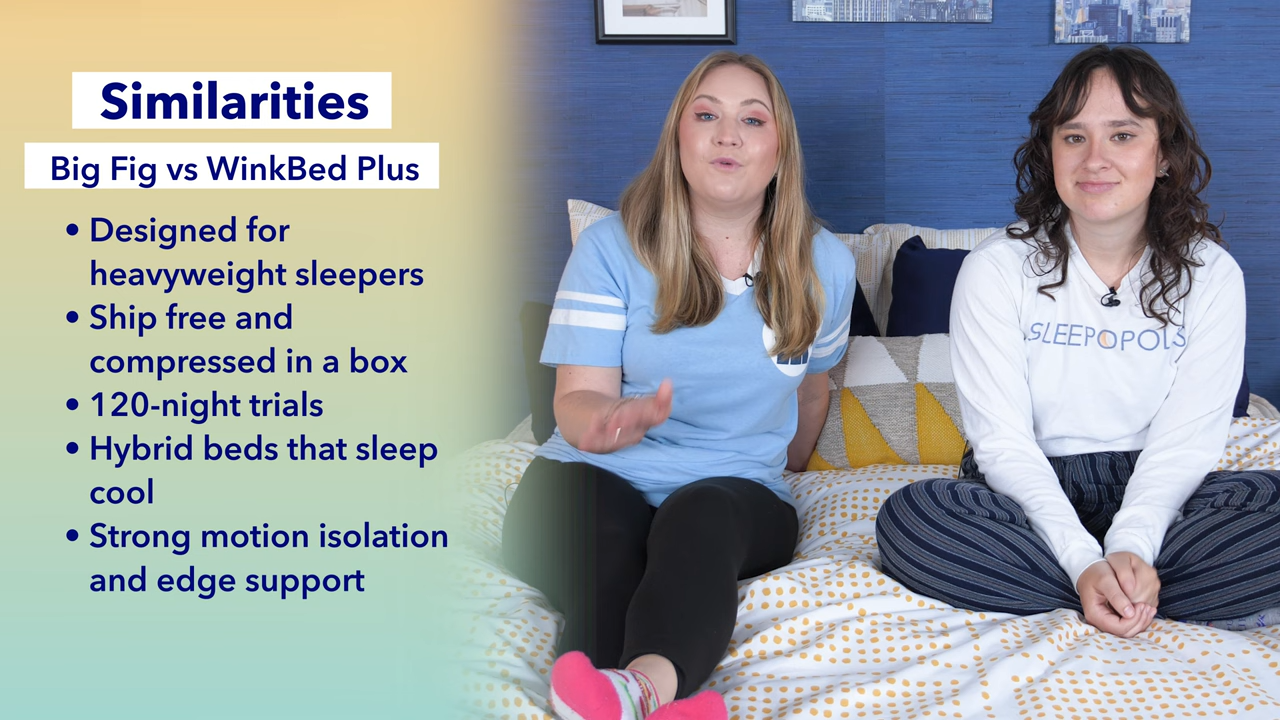 Similarities
Big Fig vs WinkBed Plus
• Designed for
heavyweight sleepers
• Ship free and
compressed in a box
• 120-night trials
• Hybrid beds that sleep
cool
• Strong motion isolation
and edge support
SLEEPOPOLIS